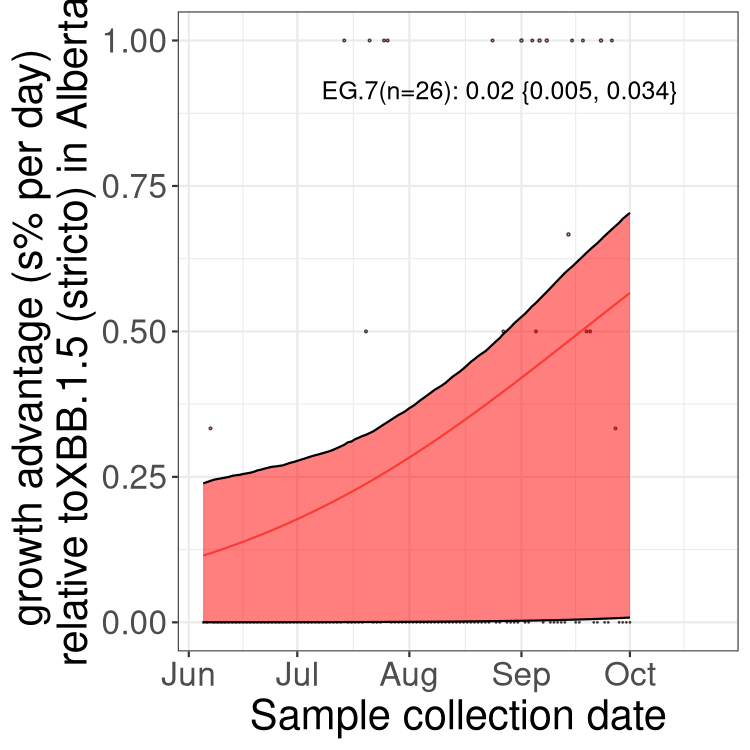 growth advantage (s% per day)
relative toXBB.1.5 (stricto) in Alberta
1.00
0.75
0.50
0.25
0.00
EG.7(n=26): 0.02 {0.005, 0.034}
Jun Jul Aug Sep Oct
Sample collection date